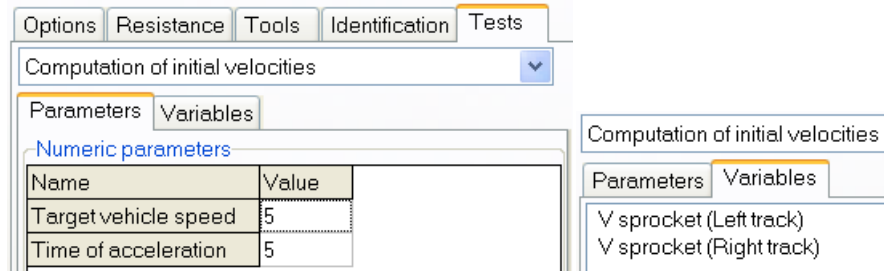 Options Resistance Tools Identification Tests
Computation of initial velocities
Parameters Variables
Numeric parameters
Name Value
Target vehicle speed 5
Time of acceleration 5
Computation of initial velocities
Parameters Variables
V sprocket (Left track)
V sprocket (Right track)